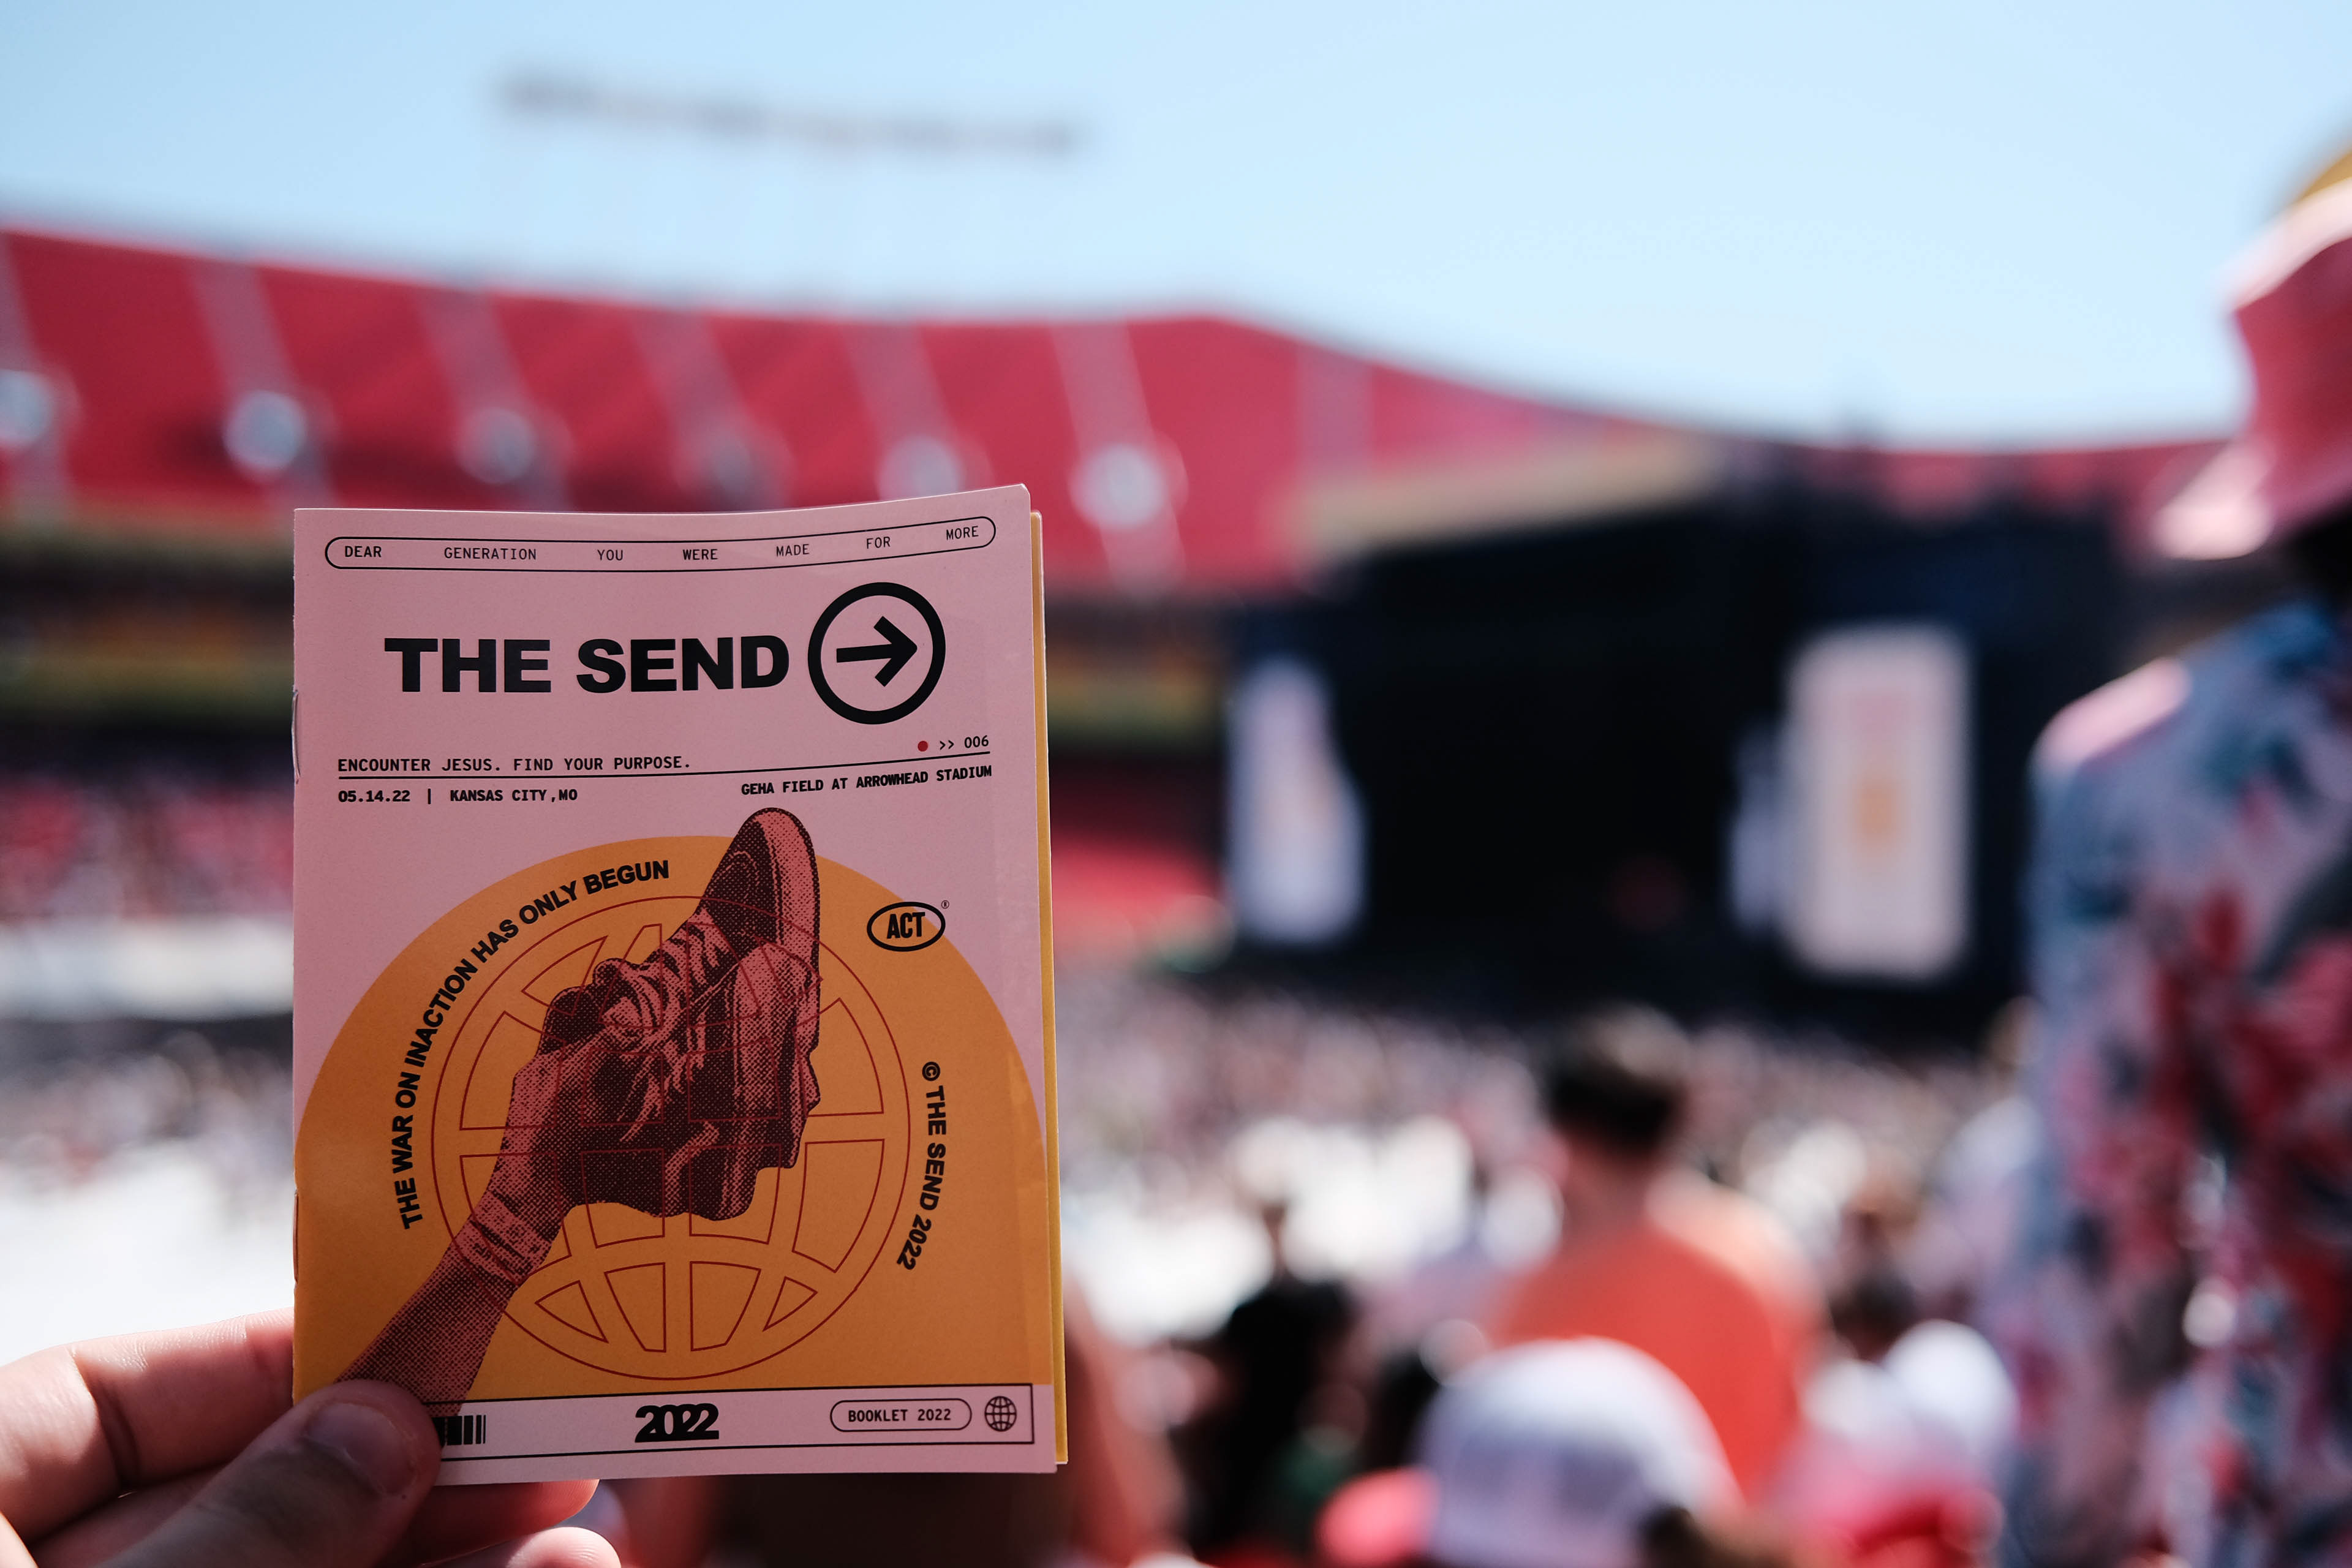 DEAR GENERATION YOU WERE MADE FOR MORE
THE SEND
>> 006
ENCOUNTER JESUS. FIND YOUR PURPOSE.
05.14.22 | KANSAS CITY,MO
GEHA FIELD AT ARROWHEAD STADIUM
THE WAR ON INACTION HAS ONLY BEGUN
ACT®
© THE SEND 2022
2022
BOOKLET 2022